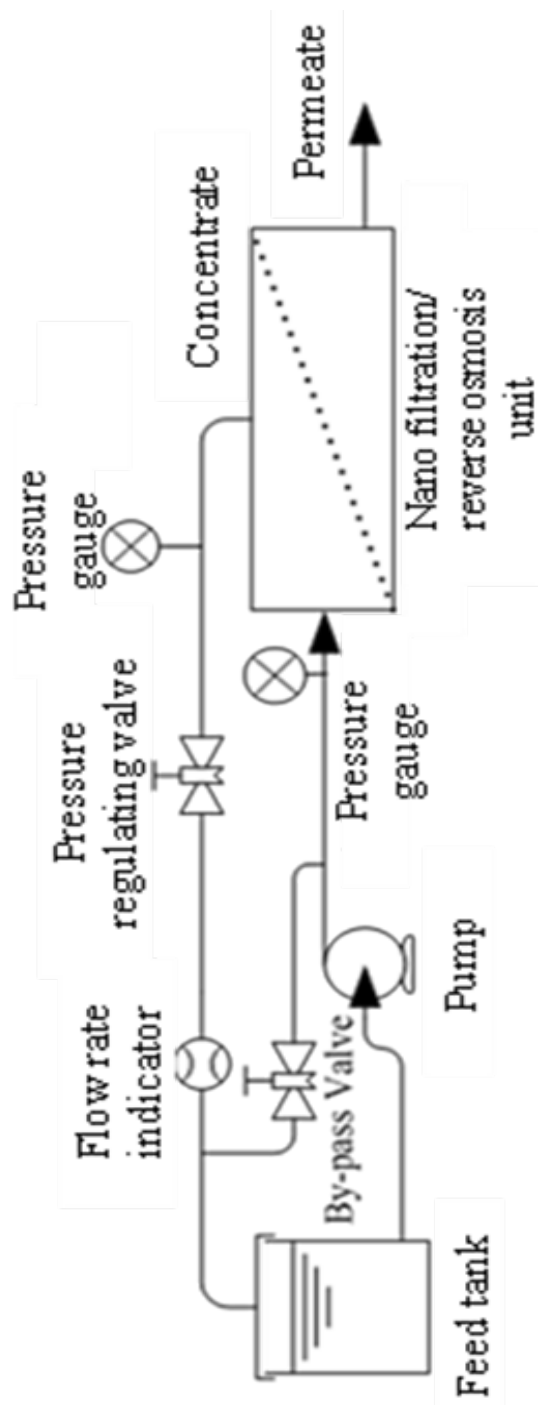 Pressure
gauge
Pressure
regulating valve
Flow rate
indicator
Concentrate
Permeate
By-pass Valve
Pressure
gauge
Nano filtration/
reverse osmosis
unit
Pump
Feed tank